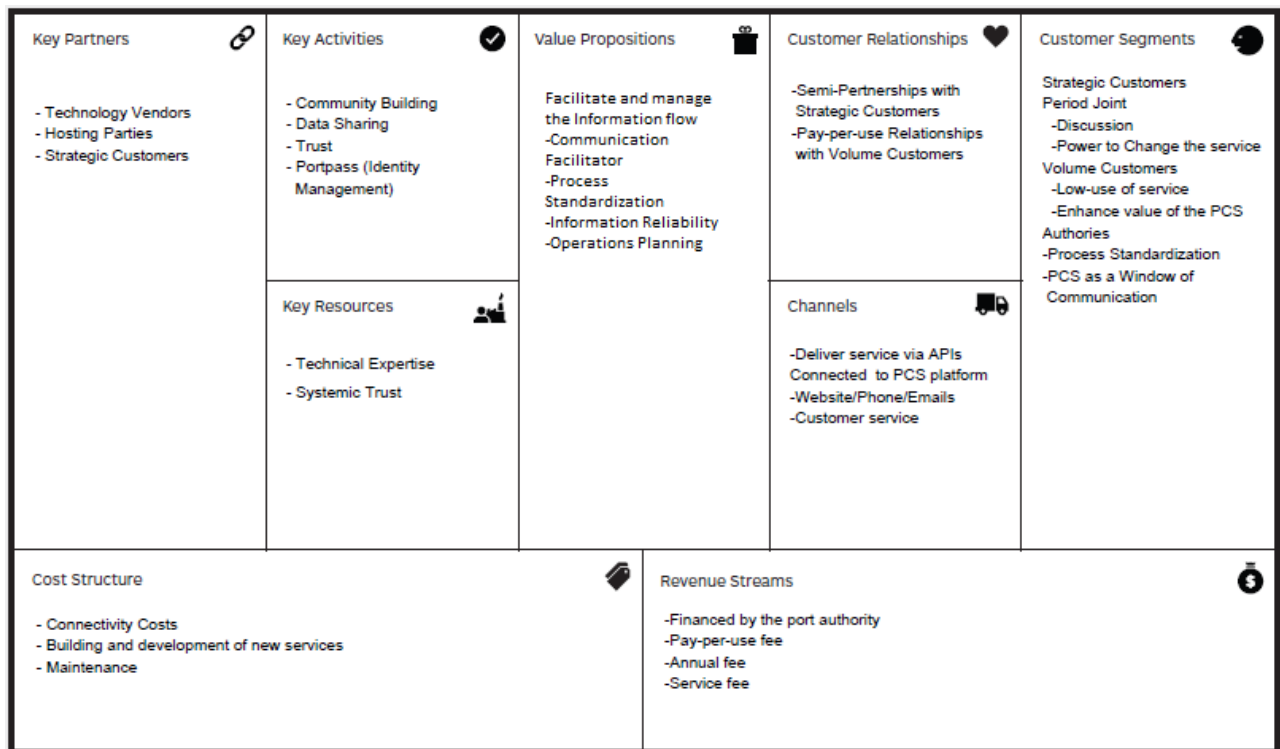 Key Partners
- Technology Vendors
- Hosting Parties
- Strategic Customers
Key Activities
- Community Building
- Data Sharing
- Trust
- Portpass (Identity
Management)
Key Resources
- Technical Expertise
- Systemic Trust
Value Propositions
Facilitate and manage
the Information flow
-Communication
Facilitator
-Process
Standardization
-Information Reliability
-Operations Planning
Customer Relationships
-Semi-Pertnerships with
Strategic Customers
-Pay-per-use Relationships
with Volume Customers
Channels
-Deliver service via APIs
Connected to PCS platform
-Website/Phone/Emails
-Customer service
Customer Segments
Strategic Customers
Period Joint
-Discussion
-Power to Change the service
Volume Customers
-Low-use of service
-Enhance value of the PCS
Authories
-Process Standardization
-PCS as a Window of
Communication
Cost Structure
- Connectivity Costs
- Building and development of new services
- Maintenance
Revenue Streams
$
-Financed by the port authority
-Pay-per-use fee
-Annual fee
-Service fee